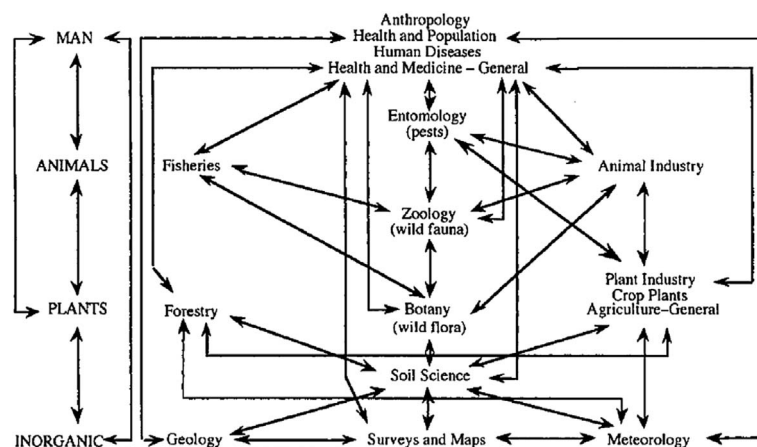 MAN
Anthropology
Health and Population
Human Diseases
Health and Medicine – General
Entomology
(pests)
ANIMALS
Fisheries
Animal Industry
Zoology
(wild fauna)
PLANTS
Forestry
Botany
(wild flora)
Plant Industry
Crop Plants
Agriculture–General
Soil Science
INORGANIC
Geology
Surveys and Maps
Meteorology